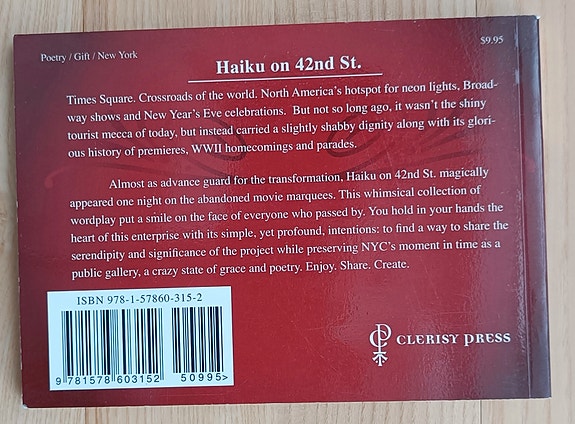 Poetry / Gift / New York
$9.95
Haiku on 42nd St.
Times Square. Crossroads of the world. North America's hotspot for neon lights, Broad-
way shows and New Year's Eve celebrations. But not so long ago, it wasn't the shiny
tourist mecca of today, but instead carried a slightly shabby dignity along with its glori-
ous history of premieres, WWII homecomings and parades.
Almost as advance guard for the transformation, Haiku on 42nd St. magically
appeared one night on the abandoned movie marquees. This whimsical collection of
wordplay put a smile on the face of everyone who passed by. You hold in your hands the
heart of this enterprise with its simple, yet profound, intentions: to find a way to share the
serendipity and significance of the project while preserving NYC's moment in time as a
public gallery, a crazy state of grace and poetry. Enjoy. Share. Create.
ISBN 978-1-57860-315-2
9 781578 603152
50995>
CLERISY PRESS